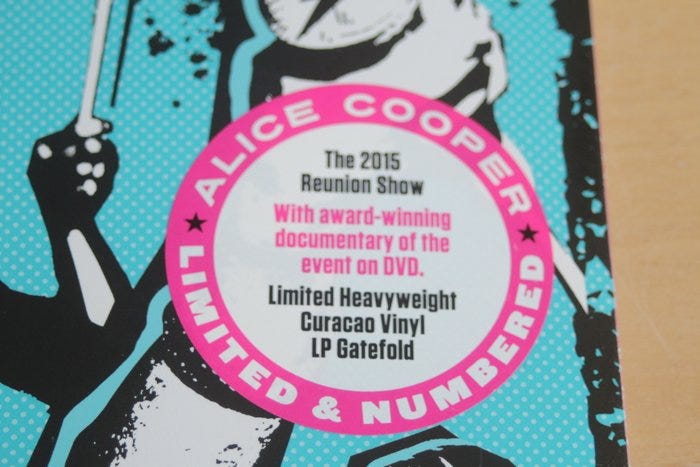 ALICE COOPER
The 2015
Reunion Show
With award-winning
documentary of the
event on DVD.
Limited Heavyweight
Curacao Vinyl
LP Gatefold
LIMITED & NUMBERED